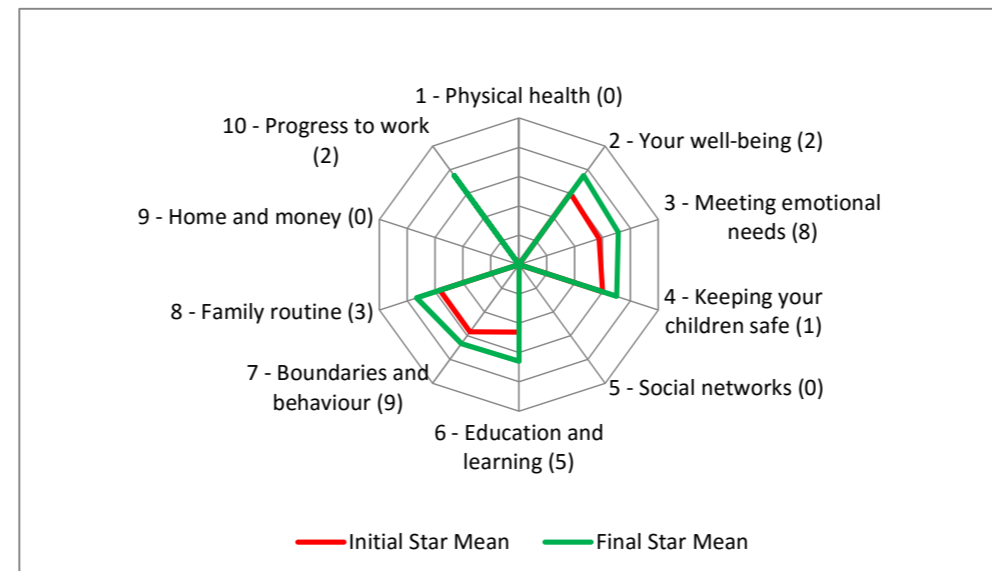 1 - Physical health (0)
2 - Your well-being (2)
3 - Meeting emotional
needs (8)
4 - Keeping your
children safe (1)
5 - Social networks (0)
6 - Education and
learning (5)
7 - Boundaries and
behaviour (9)
8 - Family routine (3)
9 - Home and money (0)
10 - Progress to work
(2)
Initial Star Mean
Final Star Mean